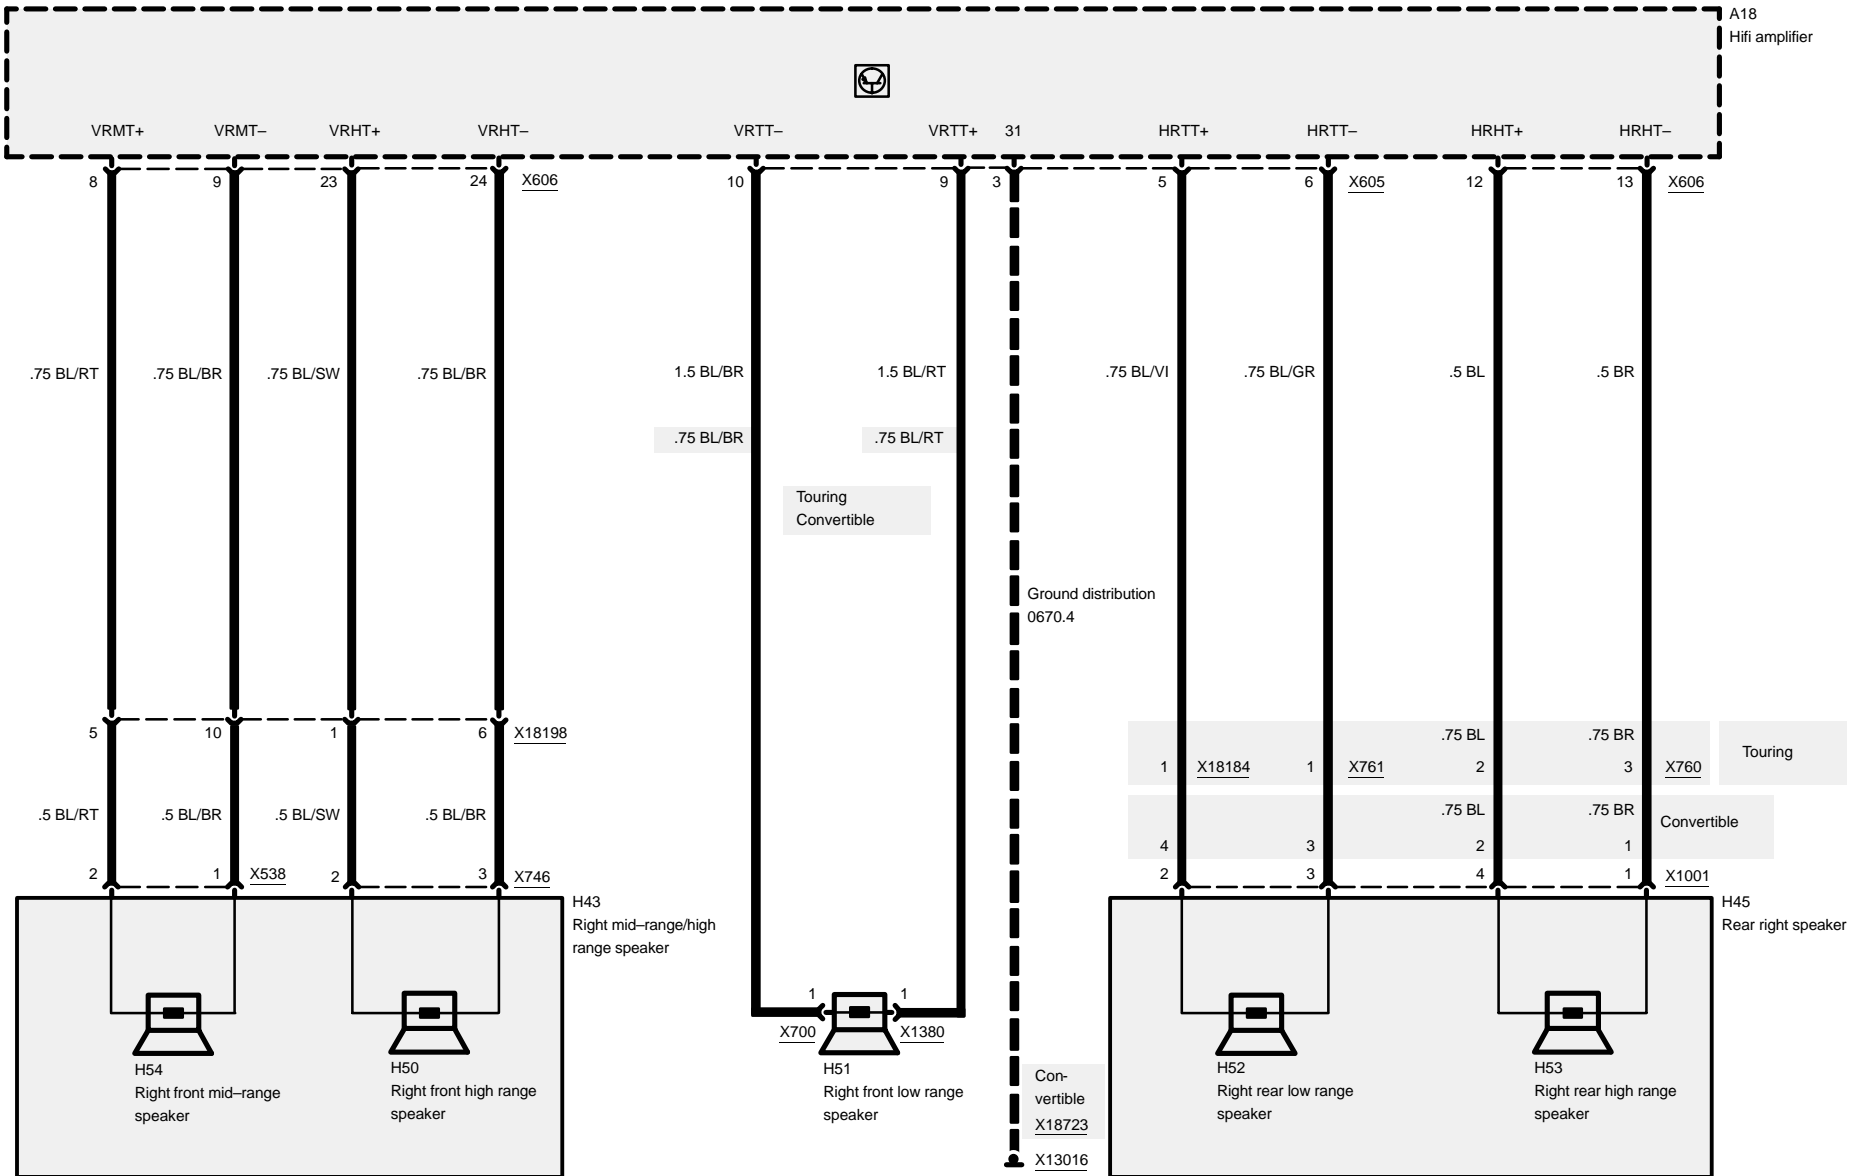 A18
Hifi amplifier
VRMT+ VRMT– VRHT+ VRHT– VRTT– VRTT+ 31 HRTT+ HRTT– HRHT+ HRHT–
8 9 23 24 X606 10 9 3 5 6 X605 12 13 X606
.75 BL/RT .75 BL/BR .75 BL/SW .75 BL/BR 1.5 BL/BR 1.5 BL/RT .75 BL/VI .75 BL/GR .5 BL .5 BR
.75 BL/BR .75 BL/RT
Touring
Convertible
Ground distribution
0670.4
5 10 1 6 X18198
.75 BL .75 BR
Touring
1 X18184 1 X761 2 3 X760
.5 BL/RT .5 BL/BR .5 BL/SW .5 BL/BR
.75 BL .75 BR
Convertible
4 3 2 1
2 1 X538 2 3 X746 2 3 4 1 X1001
H43
Right mid–range/high
range speaker
H45
Rear right speaker
1 1
X700 X1380
H54
Right front mid–range
speaker
H50
Right front high range
speaker
H51
Right front low range
speaker
Con-
vertible
X18723
X13016
H52
Right rear low range
speaker
H53
Right rear high range
speaker